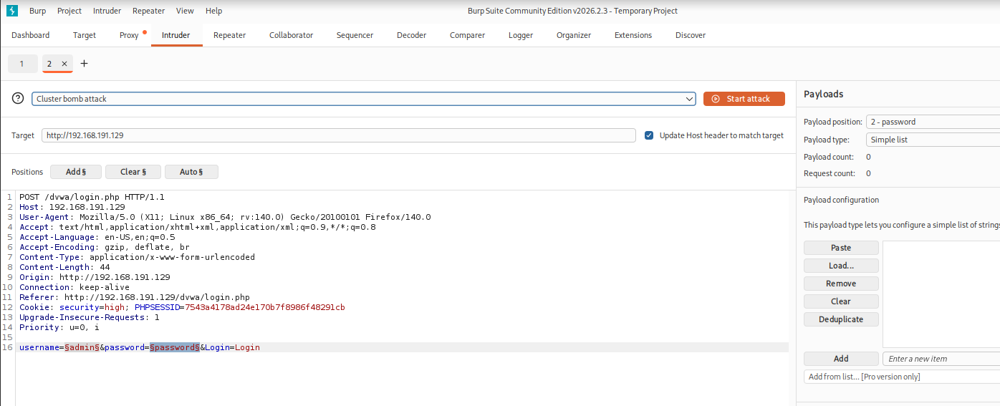 Burp Project Intruder Repeater View Help Burp Suite Community Edition v2026.2.3 - Temporary Project
Dashboard Target Proxy Intruder Repeater Collaborator Sequencer Decoder Comparer Logger Organizer Extensions Discover
1 2 × +
Cluster bomb attack Start attack
Target http://192.168.191.129 Update Host header to match target
Positions Add § Clear § Auto §
1 POST /dvwa/login.php HTTP/1.1
2 Host: 192.168.191.129
3 User-Agent: Mozilla/5.0 (X11; Linux x86_64; rv:140.0) Gecko/20100101 Firefox/140.0
4 Accept: text/html,application/xhtml+xml,application/xml;q=0.9,*/*;q=0.8
5 Accept-Language: en-US,en;q=0.5
6 Accept-Encoding: gzip, deflate, br
7 Content-Type: application/x-www-form-urlencoded
8 Content-Length: 44
9 Origin: http://192.168.191.129
10 Connection: keep-alive
11 Referer: http://192.168.191.129/dvwa/login.php
12 Cookie: security=high; PHPSESSID=7543a4178ad24e170b7f8986f48291cb
13 Upgrade-Insecure-Requests: 1
14 Priority: u=0, i
15
16 username=§admin§&password=§password§&Login=Login
Payloads
Payload position: 2 - password
Payload type: Simple list
Payload count: 0
Request count: 0
Payload configuration
This payload type lets you configure a simple list of strings
Paste
Load...
Remove
Clear
Deduplicate
Add Enter a new item
Add from list... [Pro version only]